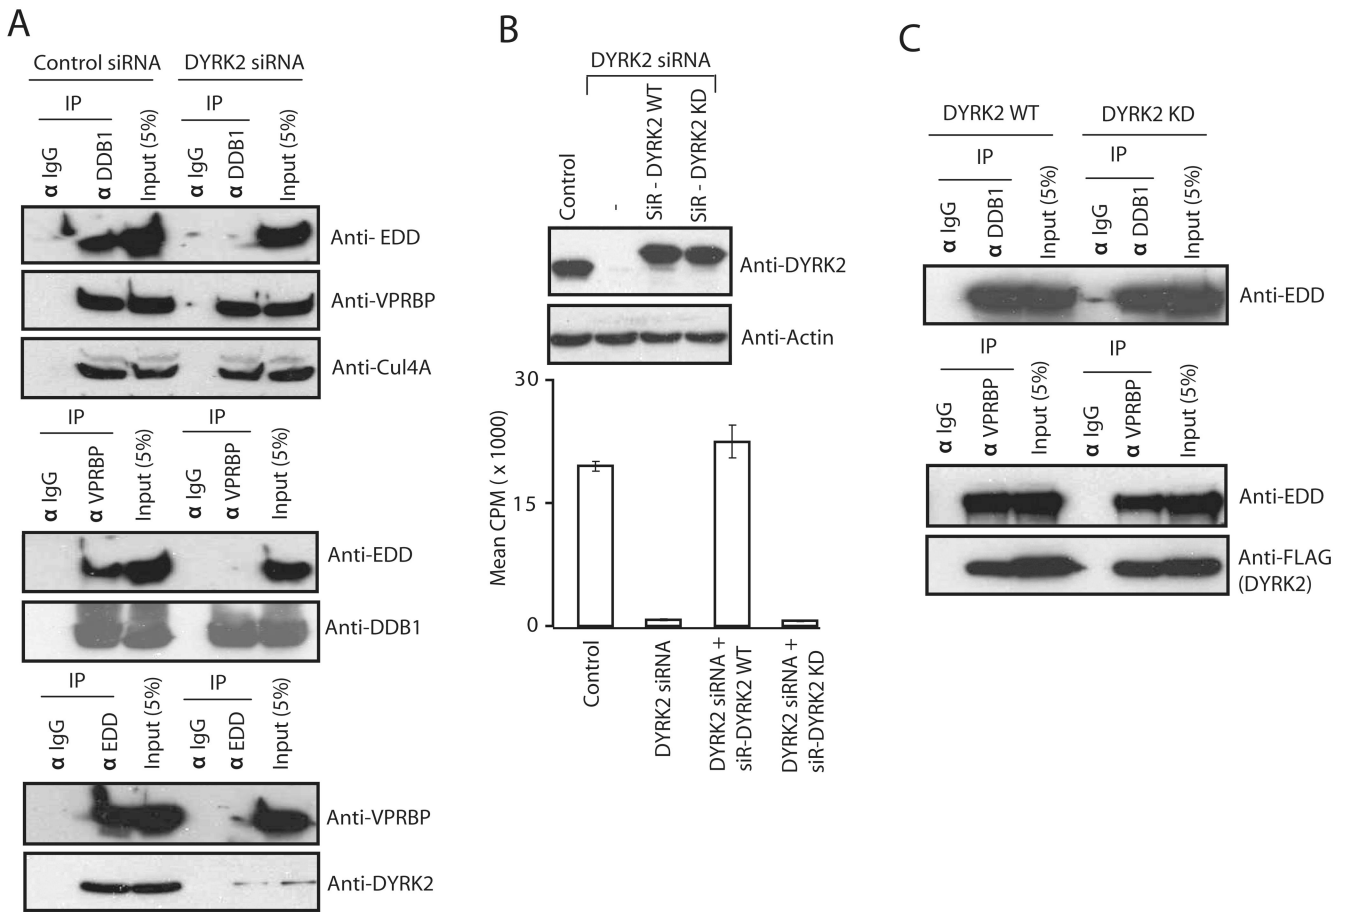 A
Control siRNA
DYRK2 siRNA
IP
IP
α IgG
α DDB1
Input (5%)
α IgG
α DDB1
Input (5%)
Anti- EDD
Anti-VPRBP
Anti-Cul4A
IP
IP
α IgG
α VPRBP
Input (5%)
α IgG
α VPRBP
Input (5%)
Anti-EDD
Anti-DDB1
IP
IP
α IgG
α EDD
Input (5%)
α IgG
α EDD
Input (5%)
Anti-VPRBP
Anti-DYRK2
B
DYRK2 siRNA
Control
-
SiR - DYRK2 WT
SiR - DYRK2 KD
Anti-DYRK2
Anti-Actin
Mean CPM ( x 1000)
30
15
0
Control
DYRK2 siRNA
DYRK2 siRNA +
siR-DYRK2 WT
DYRK2 siRNA +
siR-DYRK2 KD
C
DYRK2 WT
DYRK2 KD
IP
IP
α IgG
α DDB1
Input (5%)
α IgG
α DDB1
Input (5%)
Anti-EDD
IP
IP
α IgG
α VPRBP
Input (5%)
α IgG
α VPRBP
Input (5%)
Anti-EDD
Anti-FLAG
(DYRK2)